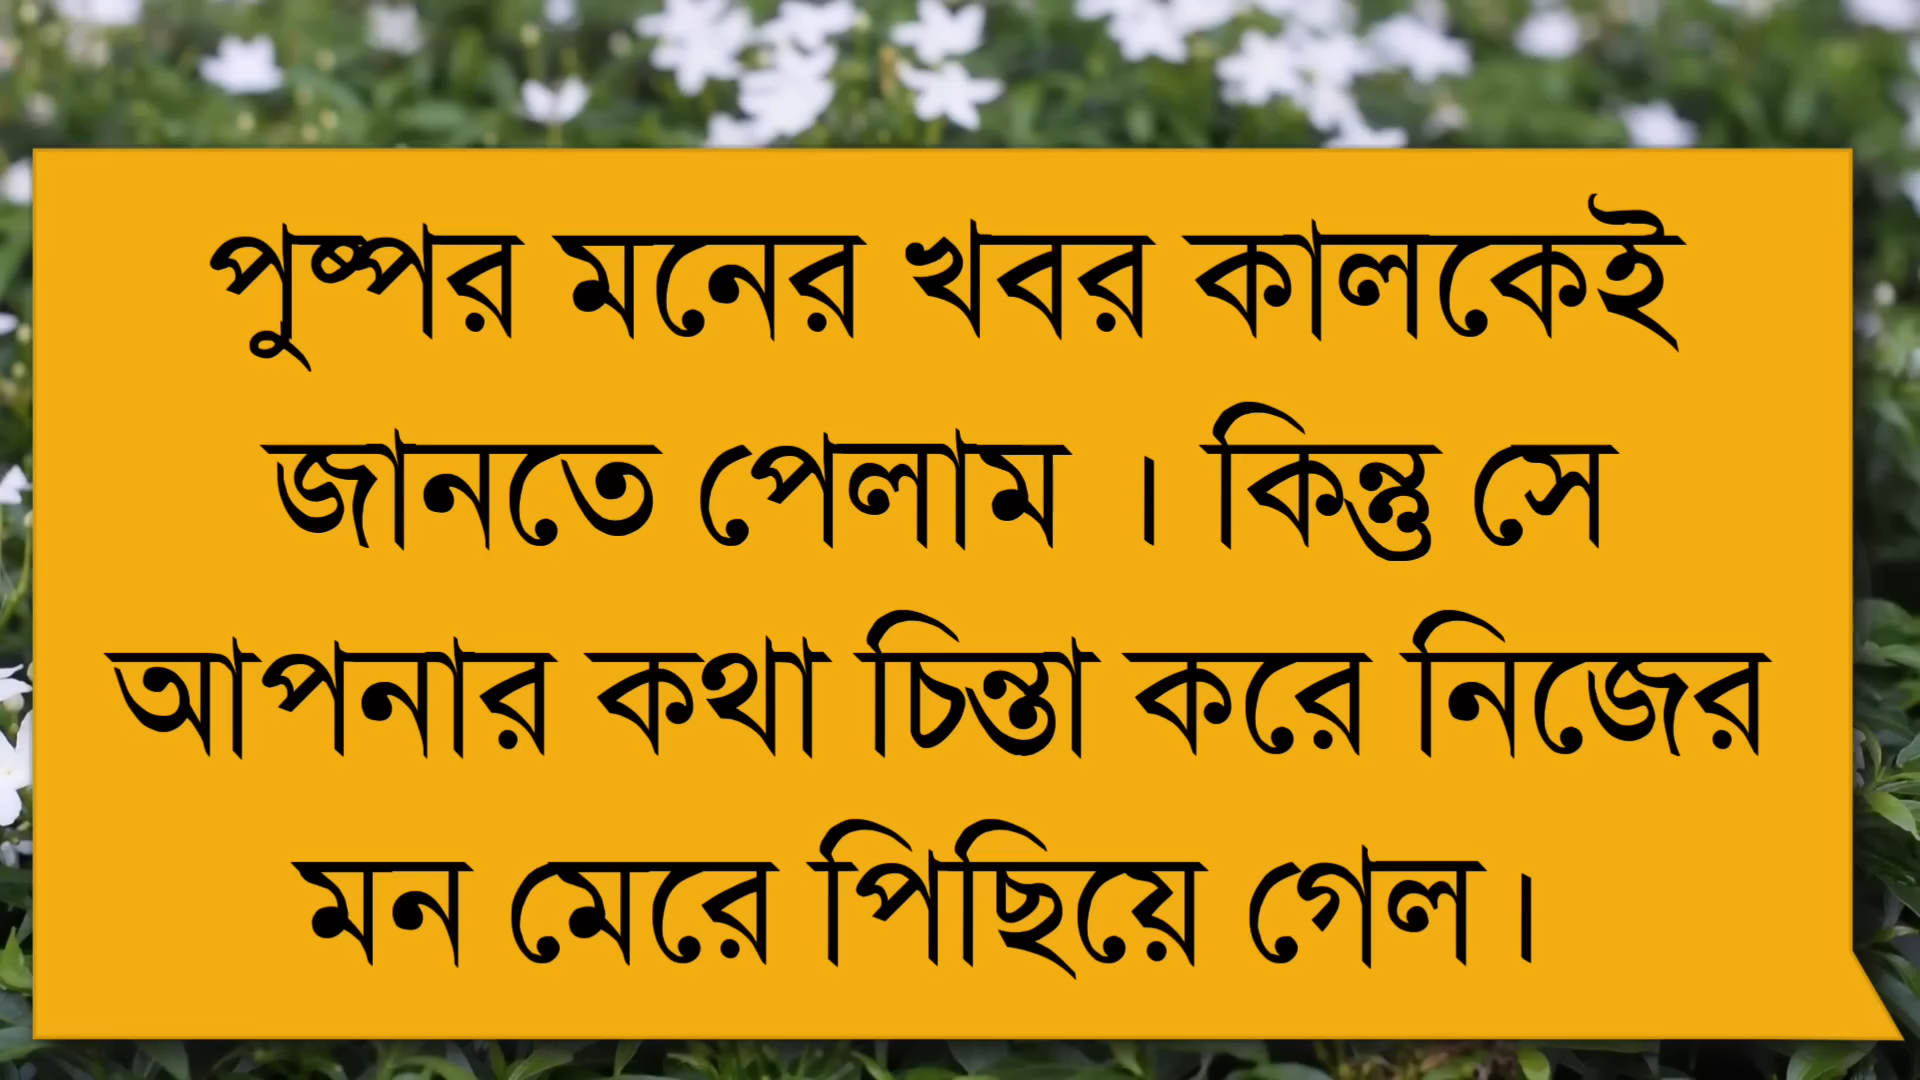 পুষ্পর মনের খবর কালকেই
জানতে পেলাম । কিন্তু সে
আপনার কথা চিন্তা করে নিজের
মন মেরে পিছিয়ে গেল।